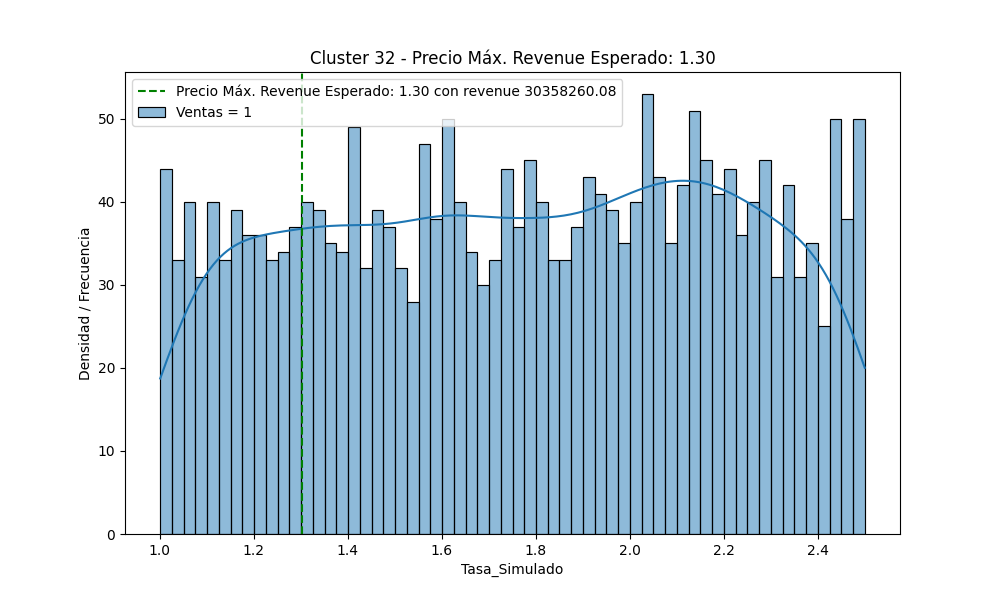 Cluster 32 - Precio Máx. Revenue Esperado: 1.30
Precio Máx. Revenue Esperado: 1.30 con revenue 30358260.08
Ventas = 1
Densidad / Frecuencia
50
40
30
20
10
0
1.0 1.2 1.4 1.6 1.8 2.0 2.2 2.4
Tasa_Simulado